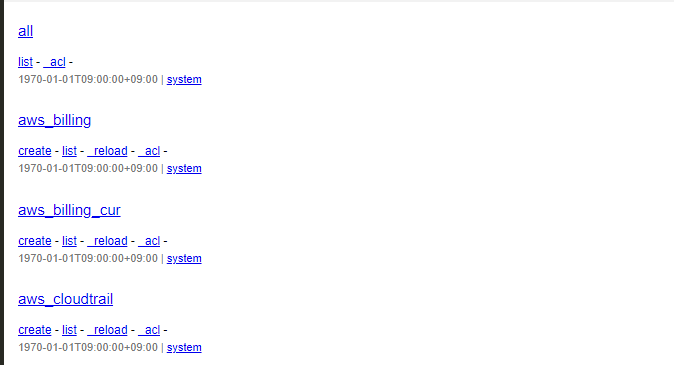 all
list - _acl -
1970-01-01T09:00:00+09:00 | system
aws_billing
create - list - _reload - _acl -
1970-01-01T09:00:00+09:00 | system
aws_billing_cur
create - list - _reload - _acl -
1970-01-01T09:00:00+09:00 | system
aws_cloudtrail
create - list - _reload - _acl -
1970-01-01T09:00:00+09:00 | system